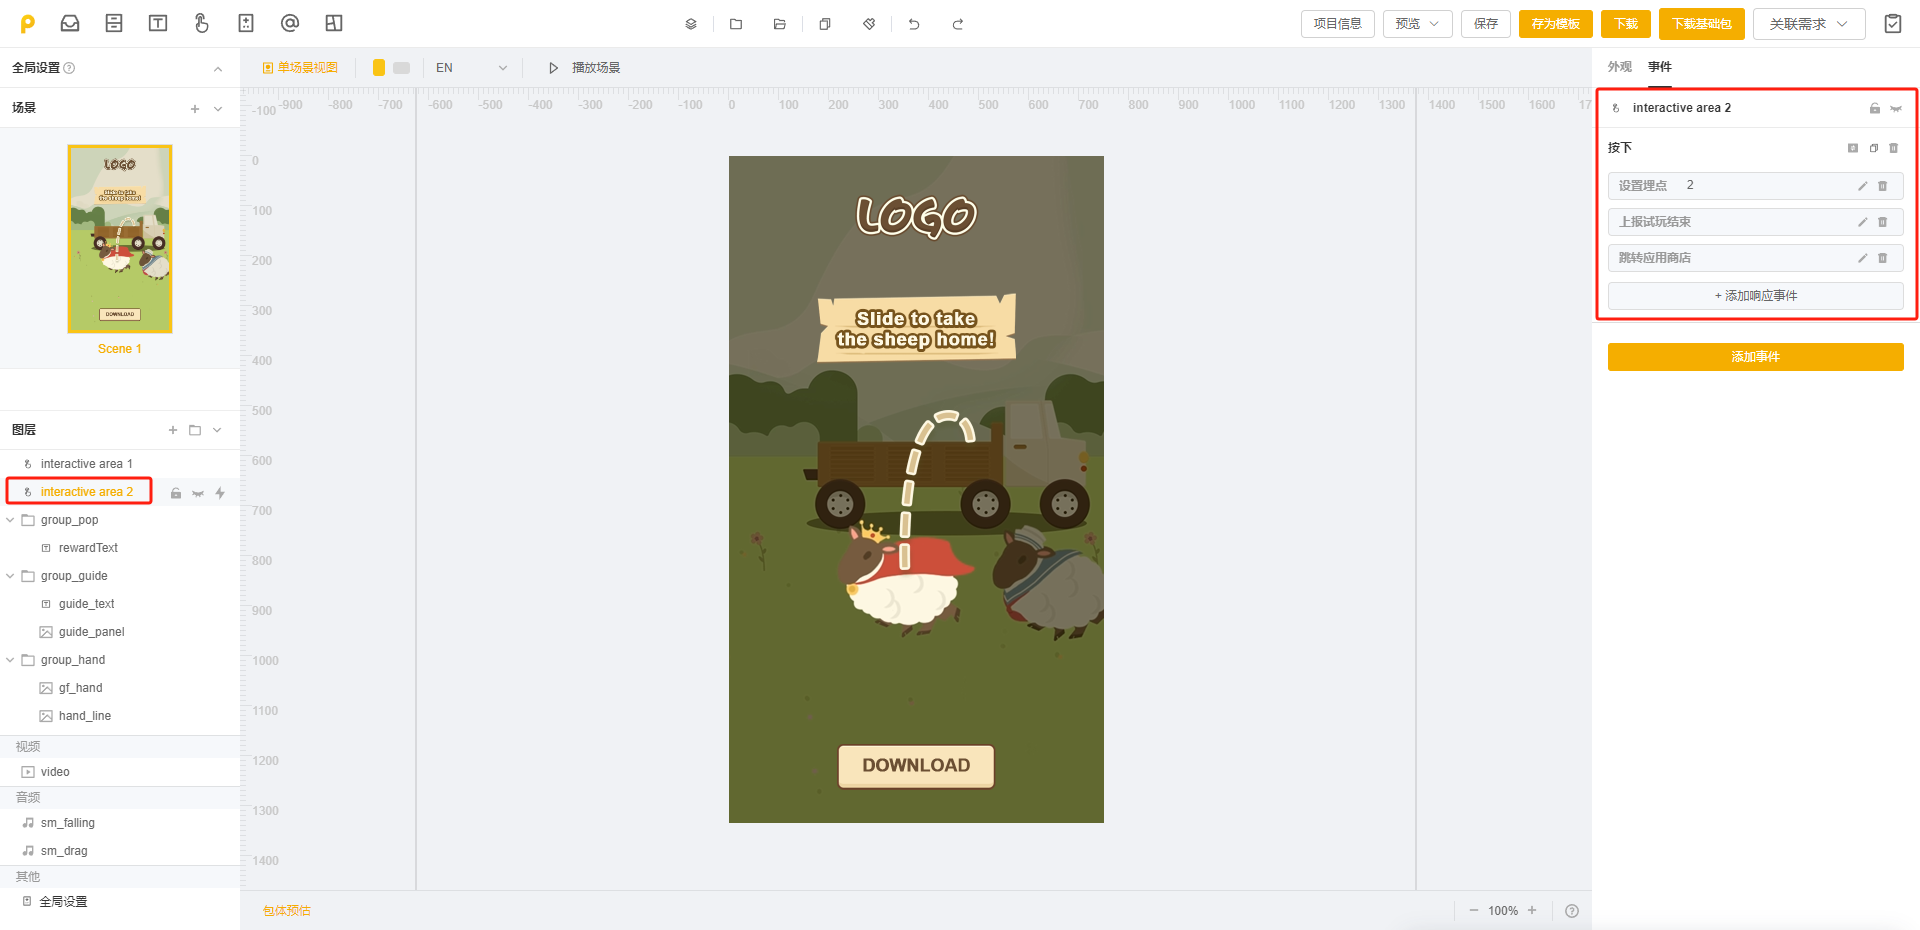 项目信息
预览
保存
存为模板
下载
下载基础包
关联需求
全局设置
单场景视图
EN
播放场景
外观
事件
场景
LOGO
Slide to take
the sheep home!
DOWNLOAD
Scene 1
图层
interactive area 1
interactive area 2
group_pop
rewardText
group_guide
guide_text
guide_panel
group_hand
gf_hand
hand_line
视频
video
音频
sm_falling
sm_drag
其他
全局设置
-900 -800 -700 -600 -500 -400 -300 -200 -100 0 100 200 300 400 500 600 700 800 900 1000 1100 1200 1300 1400 1500 1600 17
-100
0
100
200
300
400
500
600
700
800
900
1000
1100
1200
1300
1400
LOGO
Slide to take
the sheep home!
DOWNLOAD
包体预估
100%
interactive area 2
按下
设置埋点 2
上报试玩结束
跳转应用商店
+ 添加响应事件
添加事件